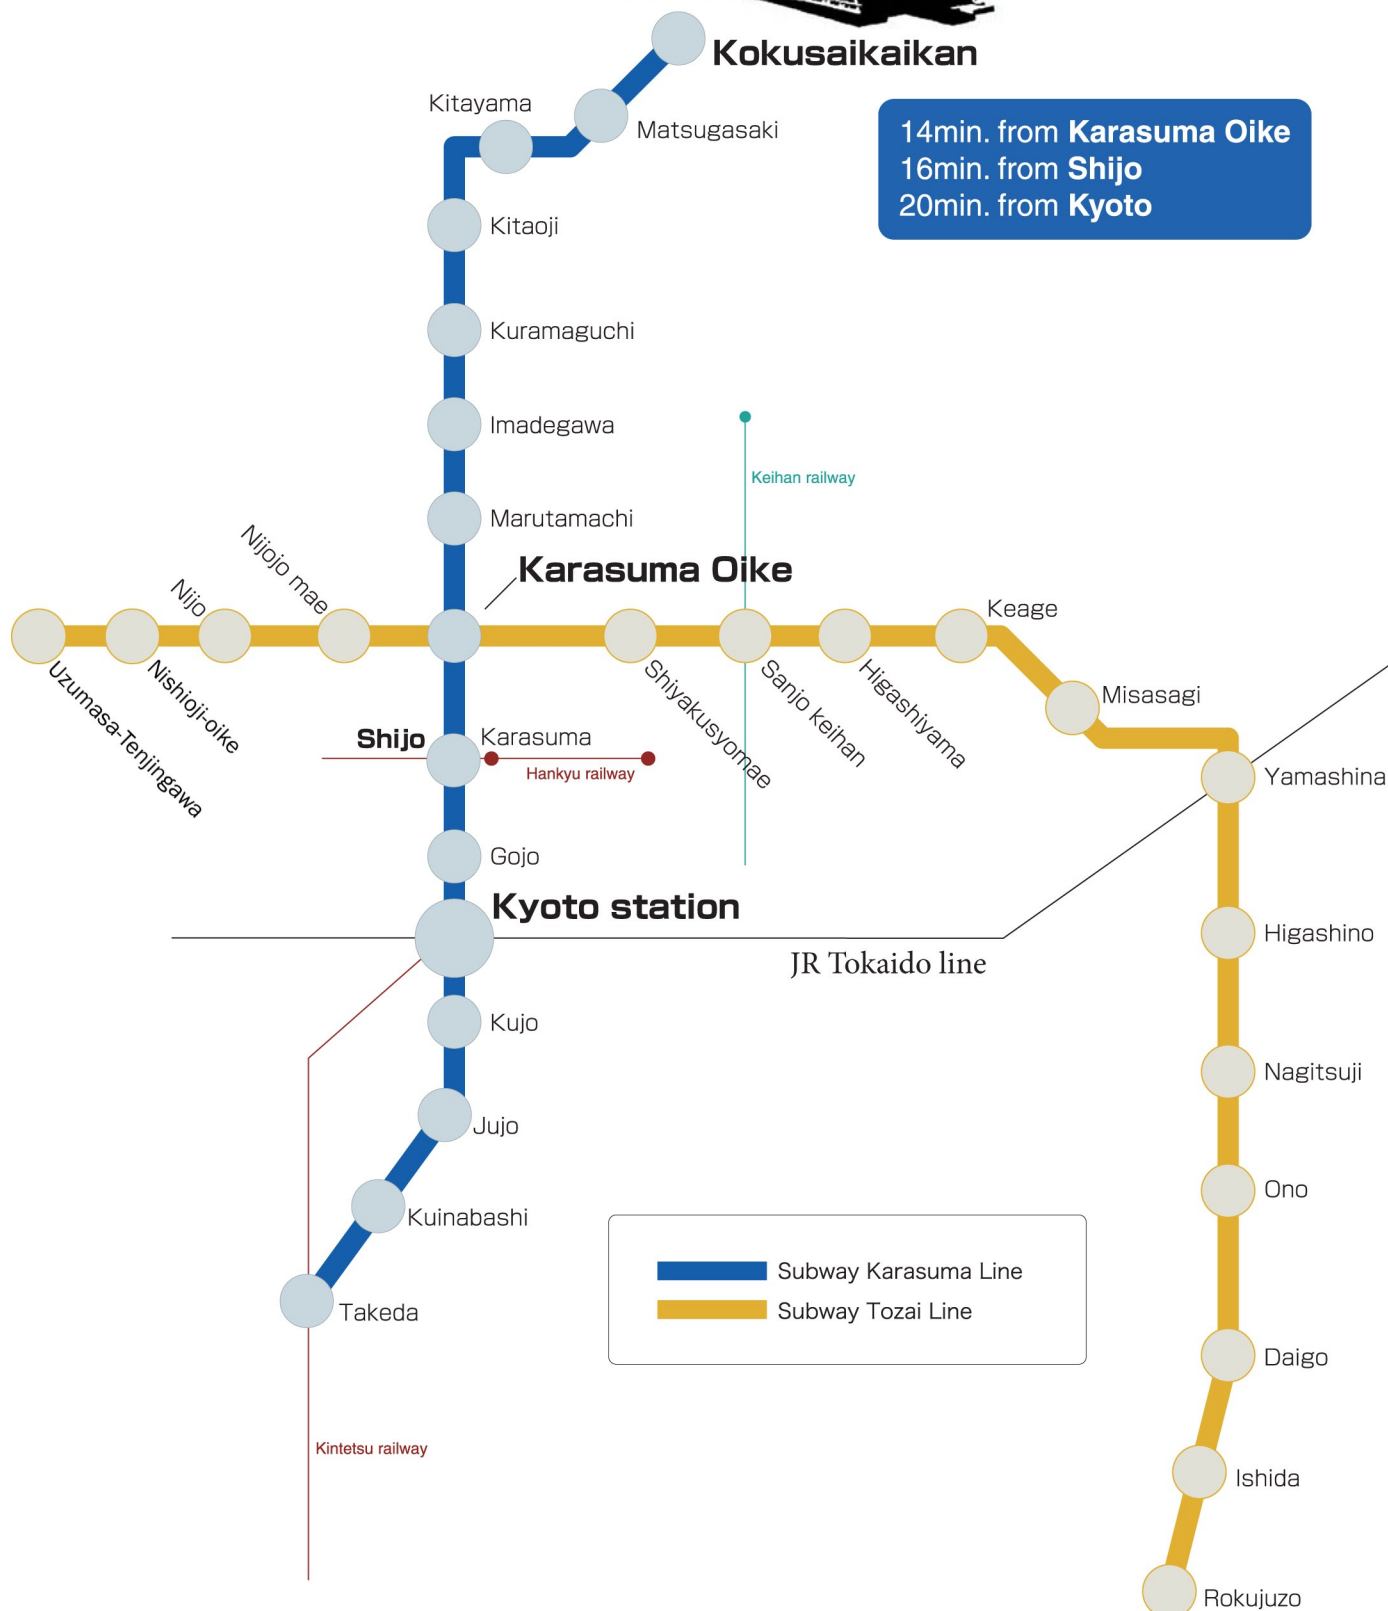 Kokusaikaikan
Kitayama
Matsugasaki
14min. from Karasuma Oike
16min. from Shijo
20min. from Kyoto
Kitaoji
Kuramaguchi
Imadegawa
Keihan railway
Marutamachi
Karasuma Oike
Nijojo mae
Nijo
Keage
Uzumasa-Tenjingawa
Nishioji-oike
Shiyakusyomae
Sanjo keihan
Higashiyama
Misasagi
Shijo
Karasuma
Hankyu railway
Yamashina
Gojo
Kyoto station
Higashino
JR Tokaido line
Kujo
Nagitsuji
Jujo
Ono
Kuinabashi
Subway Karasuma Line
Subway Tozai Line
Takeda
Daigo
Kintetsu railway
Ishida
Rokujuzo